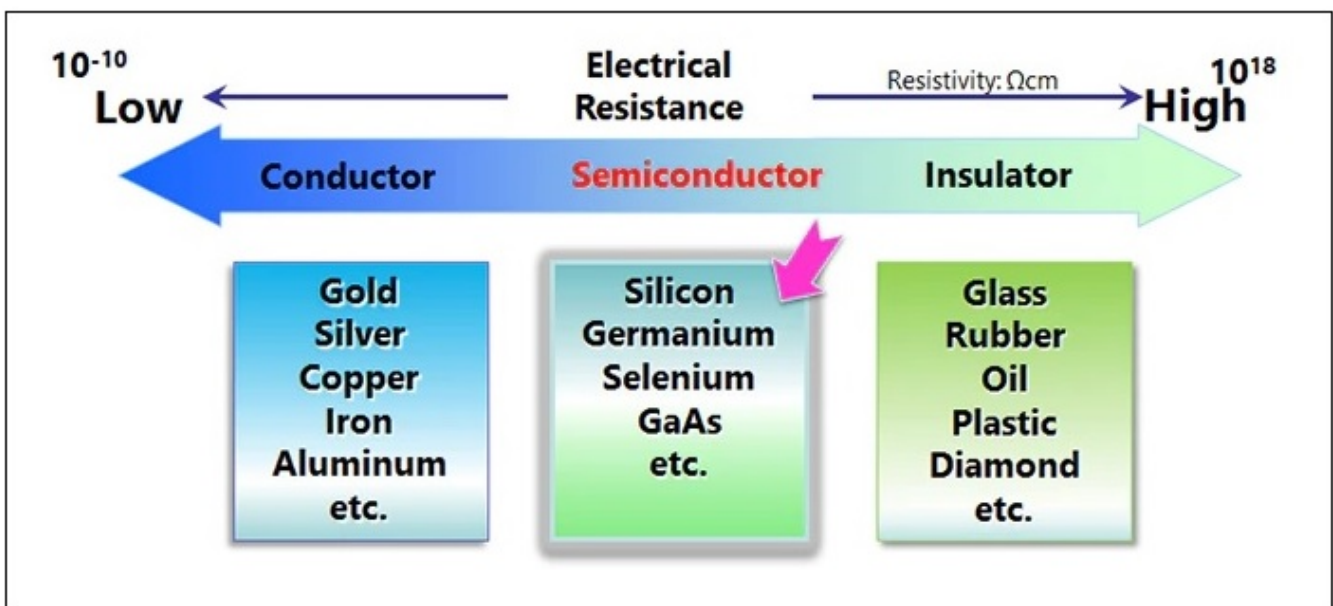 10⁻¹⁰
Low
Electrical
Resistance
Resistivity: Ωcm
10¹⁸
High
Conductor
Semiconductor
Insulator
Gold
Silver
Copper
Iron
Aluminum
etc.
Silicon
Germanium
Selenium
GaAs
etc.
Glass
Rubber
Oil
Plastic
Diamond
etc.